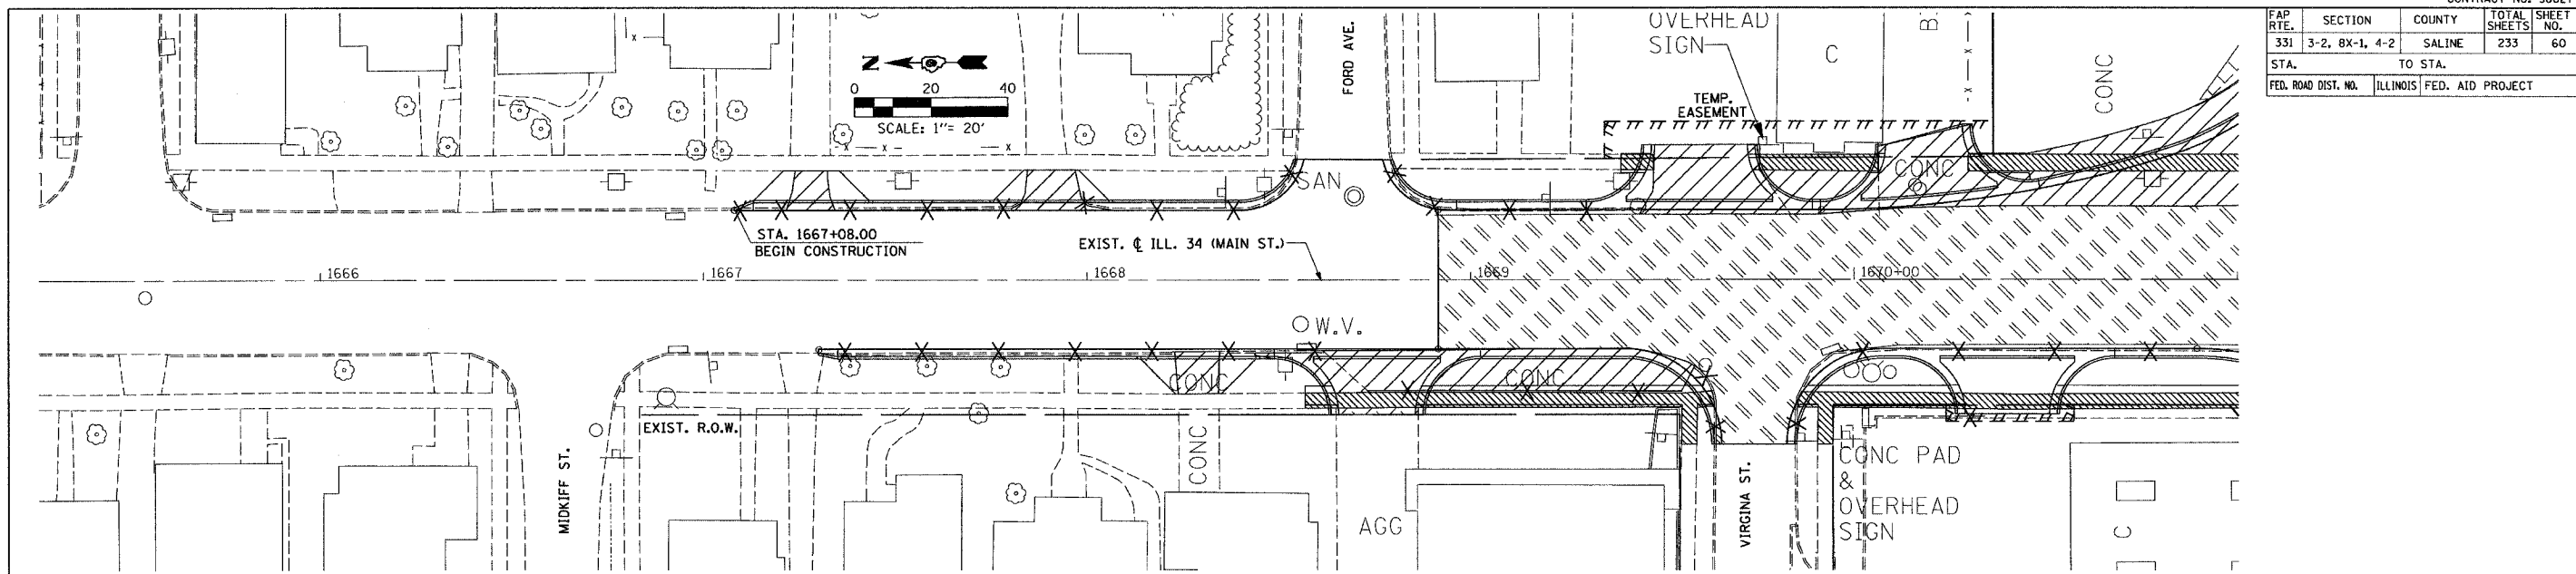 FAP RTE. SECTION COUNTY TOTAL SHEETS SHEET NO.
331 3-2, 8X-1, 4-2 SALINE 233 60
STA. TO STA.
FED. ROAD DIST. NO. ILLINOIS FED. AID PROJECT
N
0 20 40
SCALE: 1"= 20'
FORD AVE.
OVERHEAD
SIGN
C
B
CONC
TEMP.
EASEMENT
CONC
SAN
STA. 1667+08.00
BEGIN CONSTRUCTION
EXIST. ℄ ILL. 34 (MAIN ST.)
1666
1667
1668
1669
1670+00
W.V.
CONC
CONC
EXIST. R.O.W.
MIDKIFF ST.
CONC
AGG
VIRGINA ST.
CONC PAD
&
OVERHEAD
SIGN
C